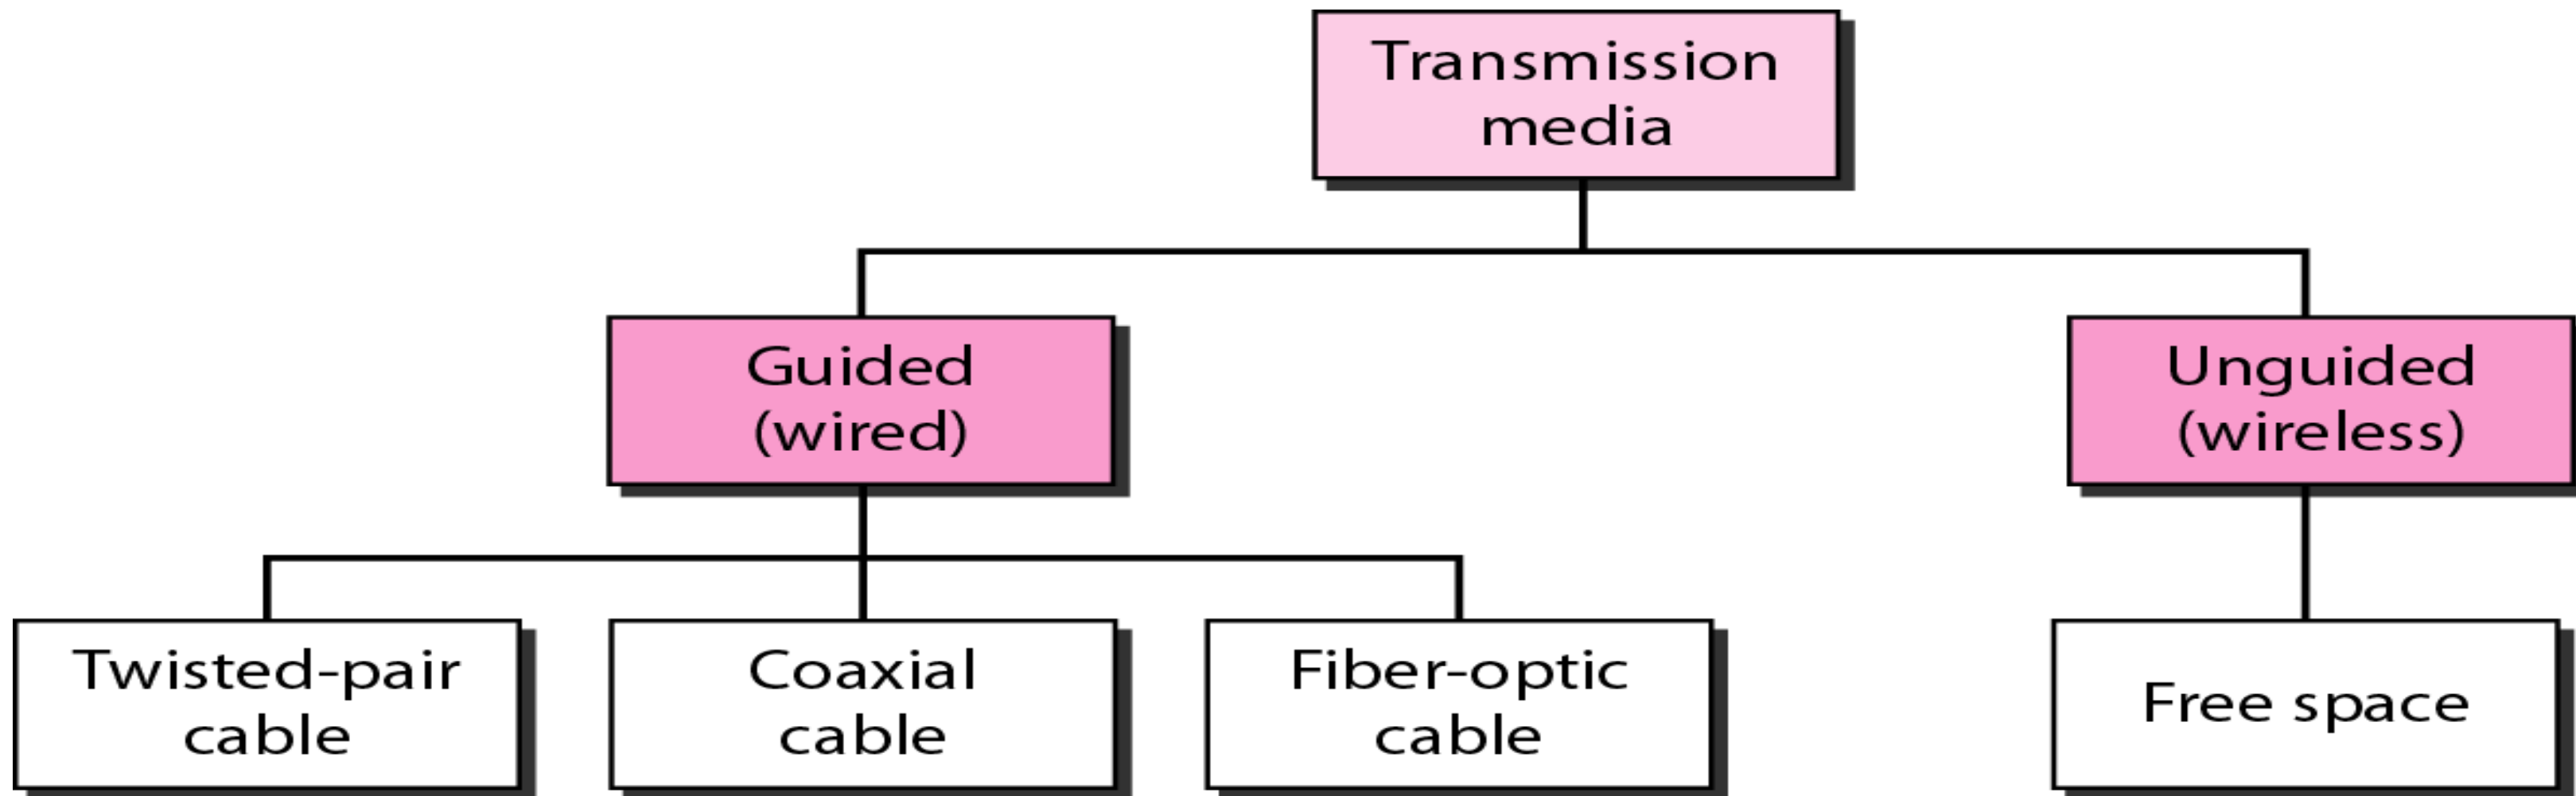 Transmission
media
Guided
(wired)
Unguided
(wireless)
Twisted-pair
cable
Coaxial
cable
Fiber-optic
cable
Free space